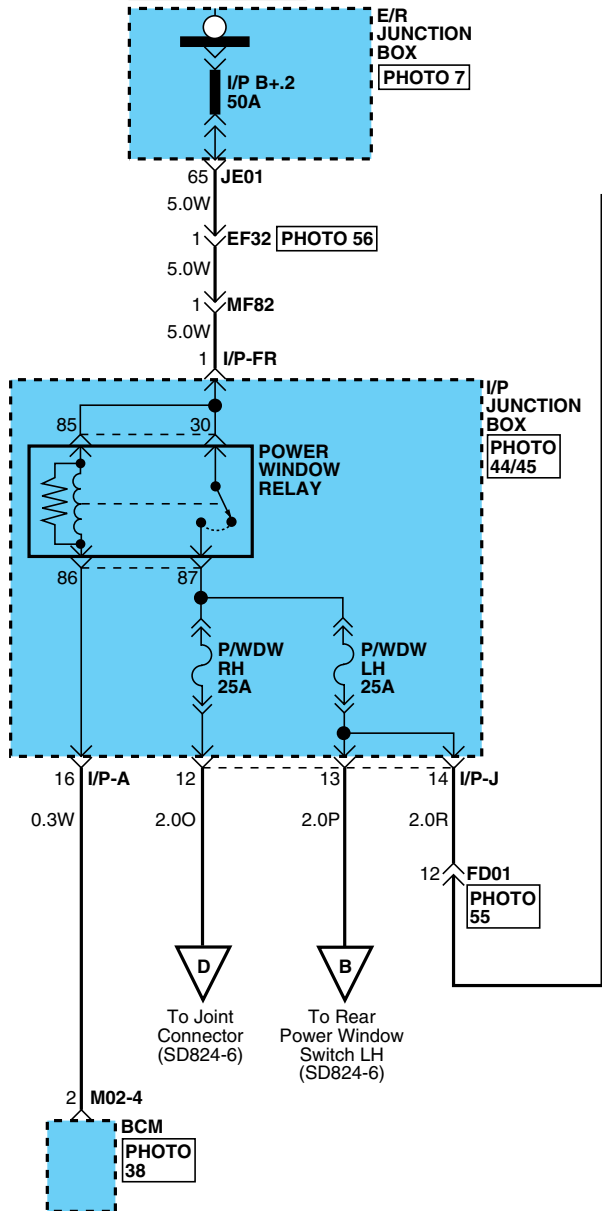 E/R
JUNCTION
BOX
PHOTO 7
I/P B+.2
50A
65 JE01
5.0W
1 EF32 PHOTO 56
5.0W
1 MF82
5.0W
1 I/P-FR
I/P
JUNCTION
BOX
PHOTO
44/45
85 30
POWER
WINDOW
RELAY
86 87
P/WDW
RH
25A
P/WDW
LH
25A
16 I/P-A 12 13 14 I/P-J
0.3W 2.0O 2.0P 2.0R
12 FD01
PHOTO
55
D
B
To Joint
Connector
(SD824-6)
To Rear
Power Window
Switch LH
(SD824-6)
2 M02-4
BCM
PHOTO
38